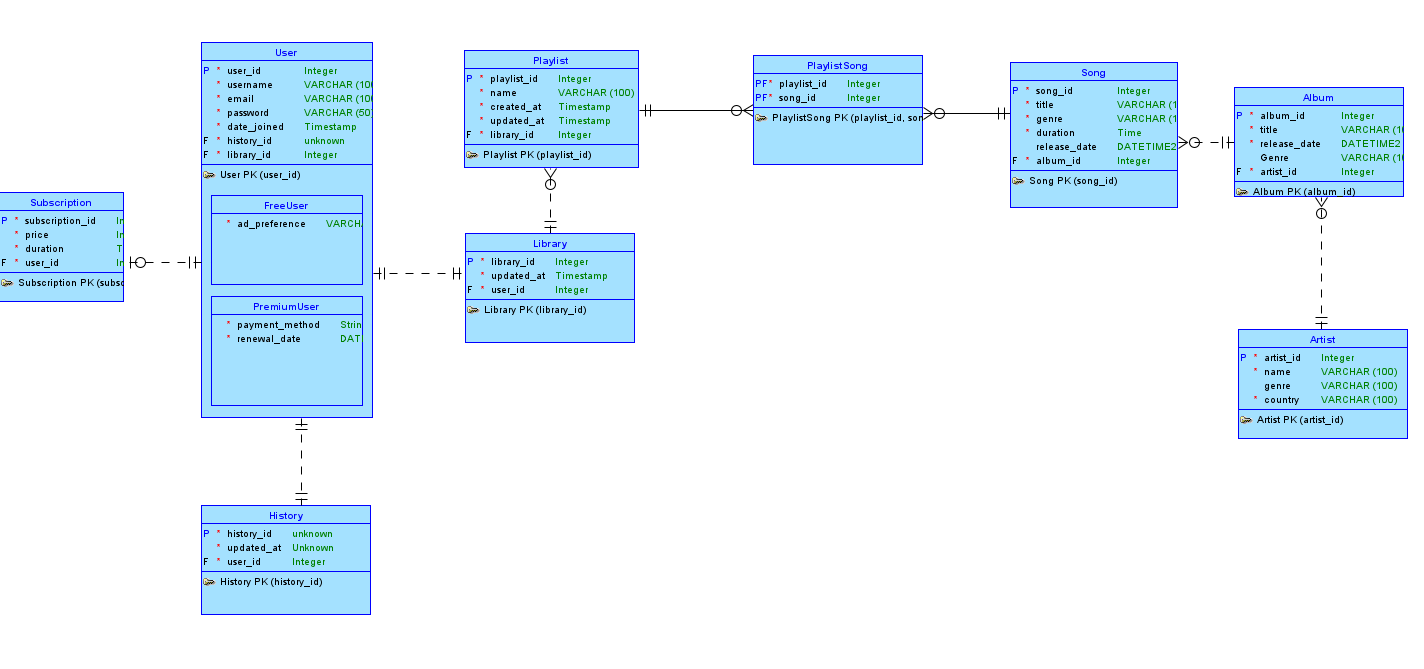 User
P * user_id Integer
* username VARCHAR (10
* email VARCHAR (10
* password VARCHAR (50
* date_joined Timestamp
F * history_id unknown
F * library_id Integer
User PK (user_id)
FreeUser
* ad_preference VARCH
PremiumUser
* payment_method Strin
* renewal_date DAT
Subscription
P * subscription_id In
* price In
* duration T
F * user_id In
Subscription PK (subsc
Playlist
P * playlist_id Integer
* name VARCHAR (100)
* created_at Timestamp
* updated_at Timestamp
F * library_id Integer
Playlist PK (playlist_id)
Library
P * library_id Integer
* updated_at Timestamp
F * user_id Integer
Library PK (library_id)
History
P * history_id unknown
* updated_at Unknown
F * user_id Integer
History PK (history_id)
PlaylistSong
PF* playlist_id Integer
PF* song_id Integer
PlaylistSong PK (playlist_id, son
Song
P * song_id Integer
* title VARCHAR (1
* genre VARCHAR (1
* duration Time
release_date DATETIME2
F * album_id Integer
Song PK (song_id)
Album
P * album_id Integer
* title VARCHAR (10
* release_date DATETIME2
Genre VARCHAR (10
F * artist_id Integer
Album PK (album_id)
Artist
P * artist_id Integer
* name VARCHAR (100)
genre VARCHAR (100)
* country VARCHAR (100)
Artist PK (artist_id)